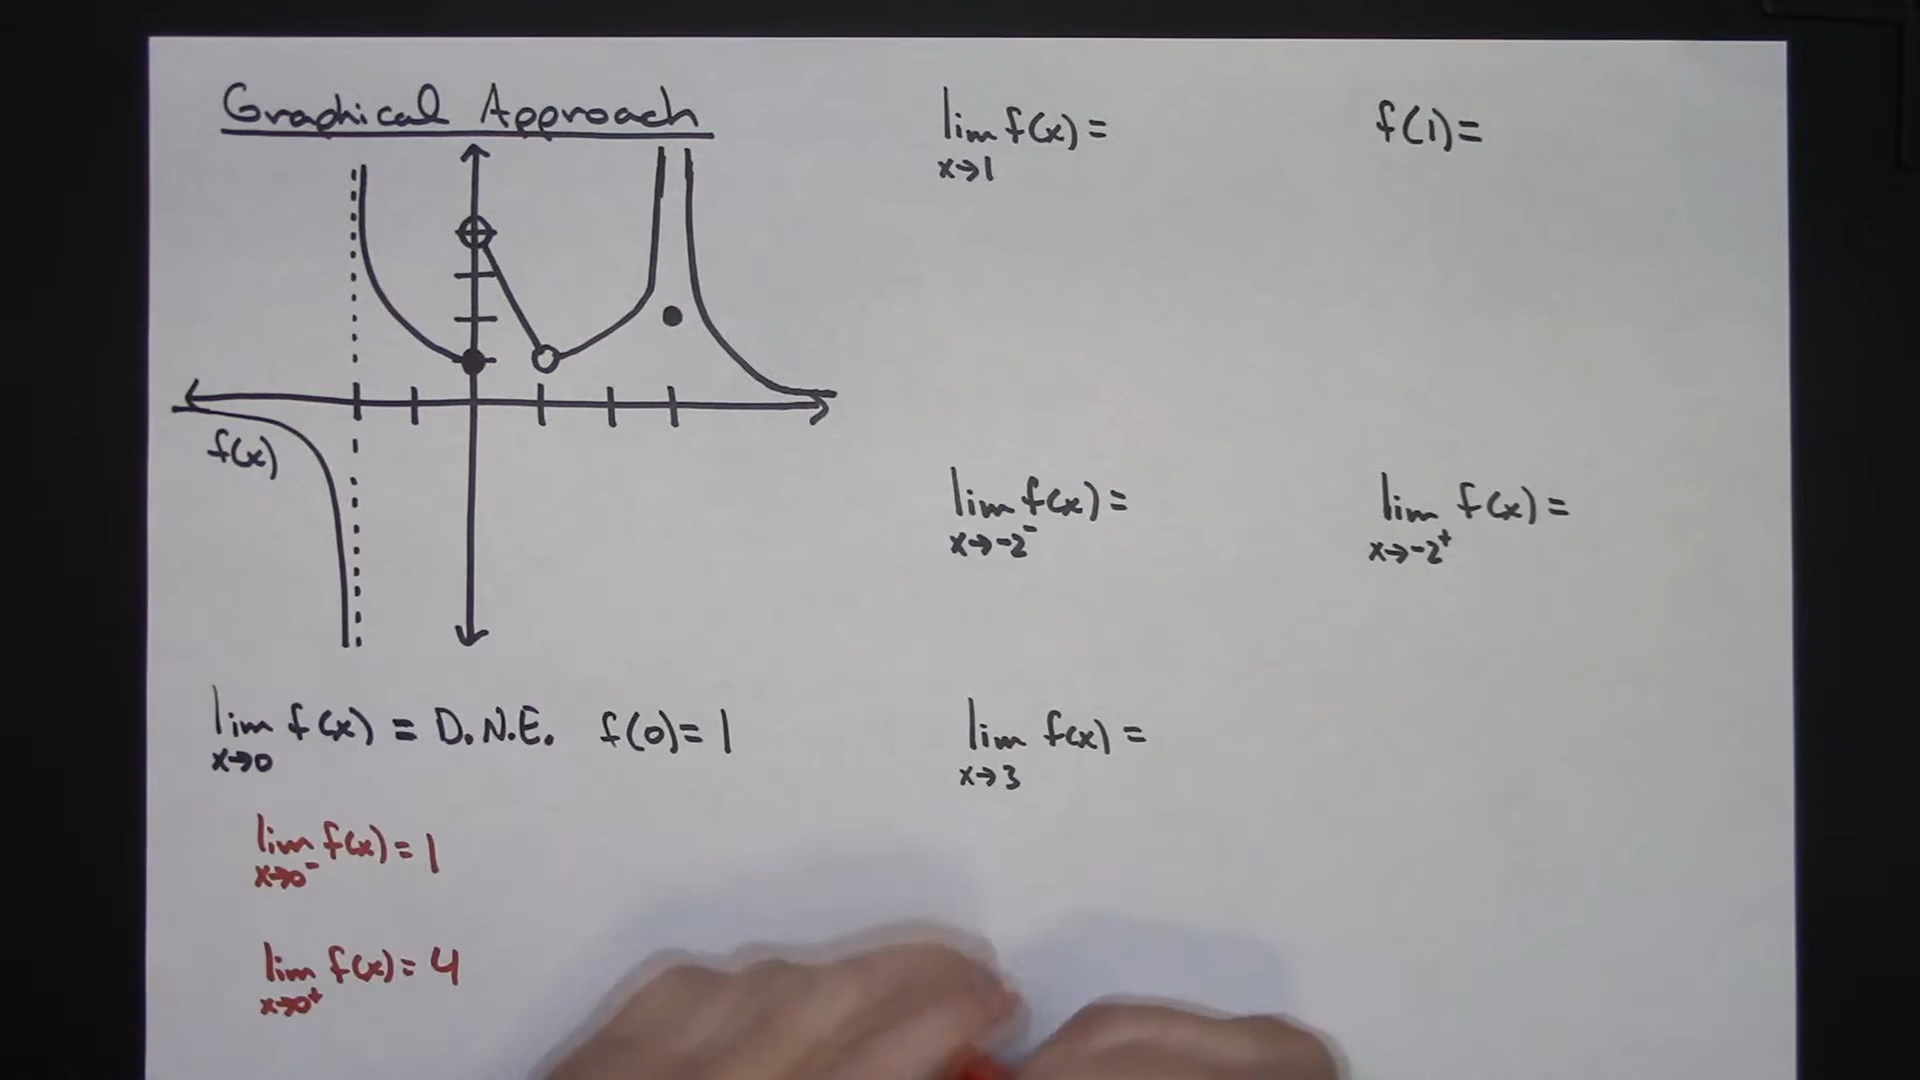 Graphical Approach
f(x)
lim f(x) = D.N.E. f(0) = 1
x→0
lim f(x) = 1
x→0⁻
lim f(x) = 4
x→0⁺
lim f(x) =
x→1
f(1) =
lim f(x) =
x→-2⁻
lim f(x) =
x→-2⁺
lim f(x) =
x→3